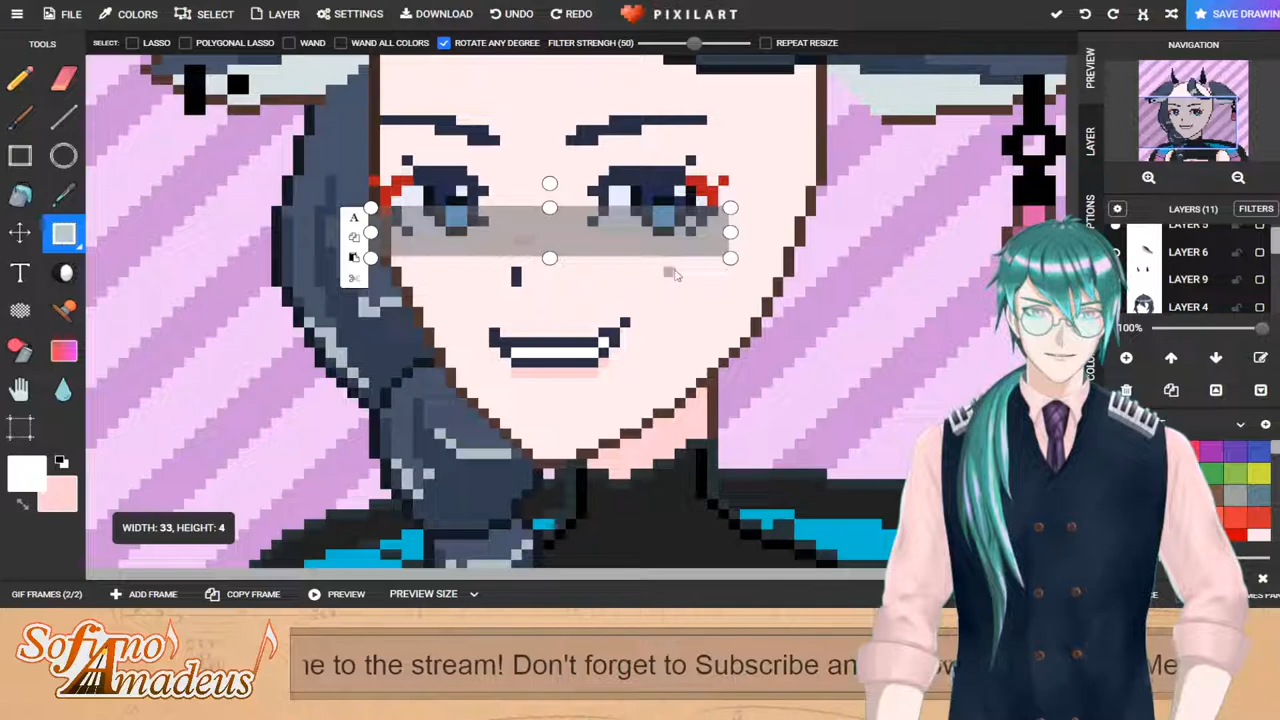 FILE COLORS SELECT LAYER SETTINGS DOWNLOAD UNDO REDO PIXILART SAVE DRAWIN
TOOLS
SELECT: LASSO POLYGONAL LASSO WAND WAND ALL COLORS ROTATE ANY DEGREE FILTER STRENGH (50) REPEAT RESIZE
NAVIGATION
PREVIEW
LAYER
LAYERS (11) FILTERS
LAYER 6
LAYER 9
LAYER 4
100%
WIDTH: 33, HEIGHT: 4
GIF FRAMES (2/2) ADD FRAME COPY FRAME PREVIEW PREVIEW SIZE
Sofiano
Amadeus
ne to the stream! Don't forget to Subscribe an